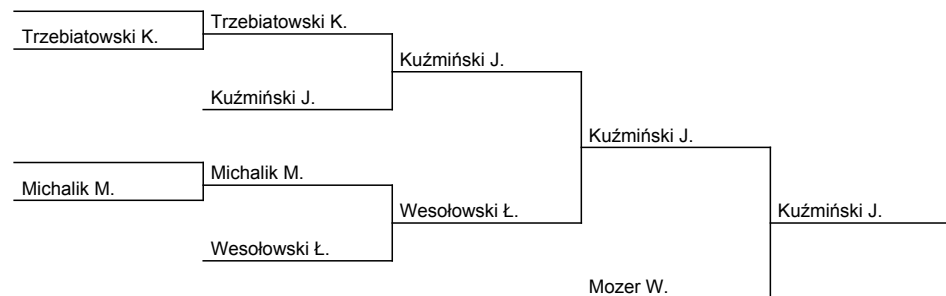 Trzebiatowski K.
Trzebiatowski K.
Kuźmiński J.
Kuźmiński J.
Kuźmiński J.
Michalik M.
Michalik M.
Wesołowski Ł.
Kuźmiński J.
Wesołowski Ł.
Mozer W.